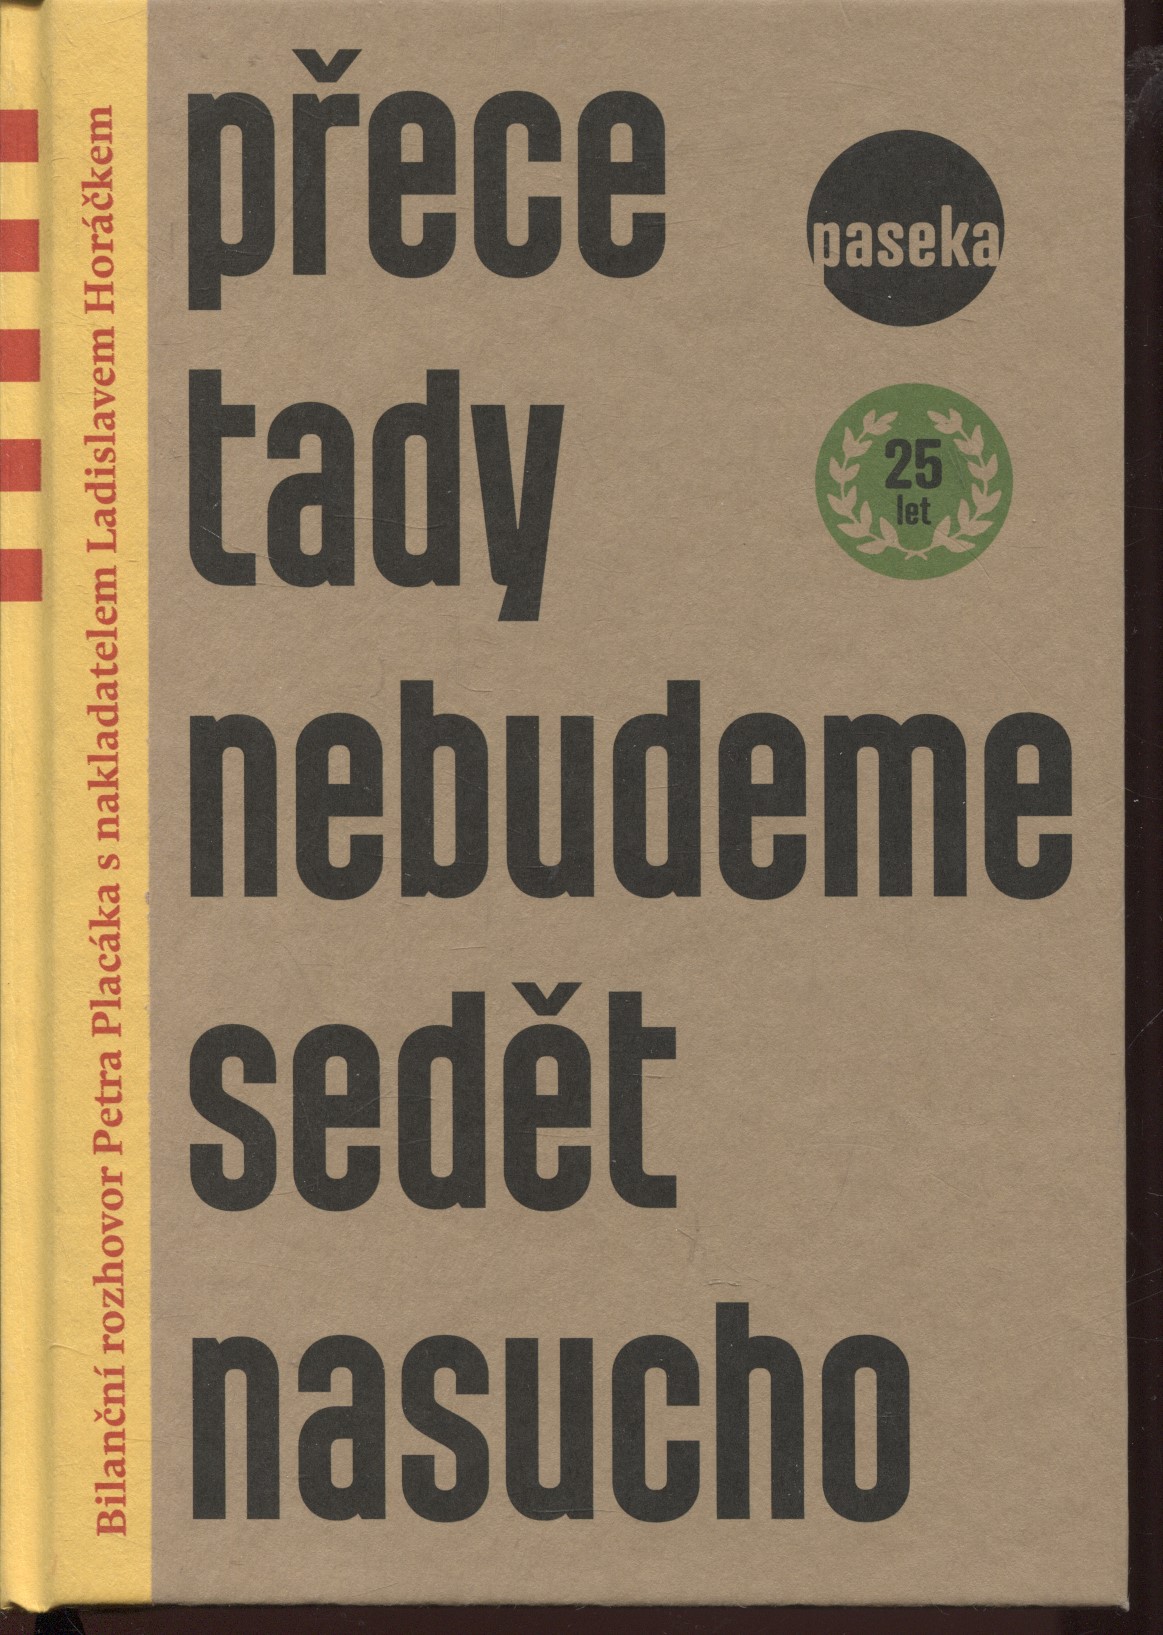 přece
tady
nebudeme
sedět
nasucho
paseka
25
let
Bilanční rozhovor Petra Placáka s nakladatelem Ladislavem Horáčkem